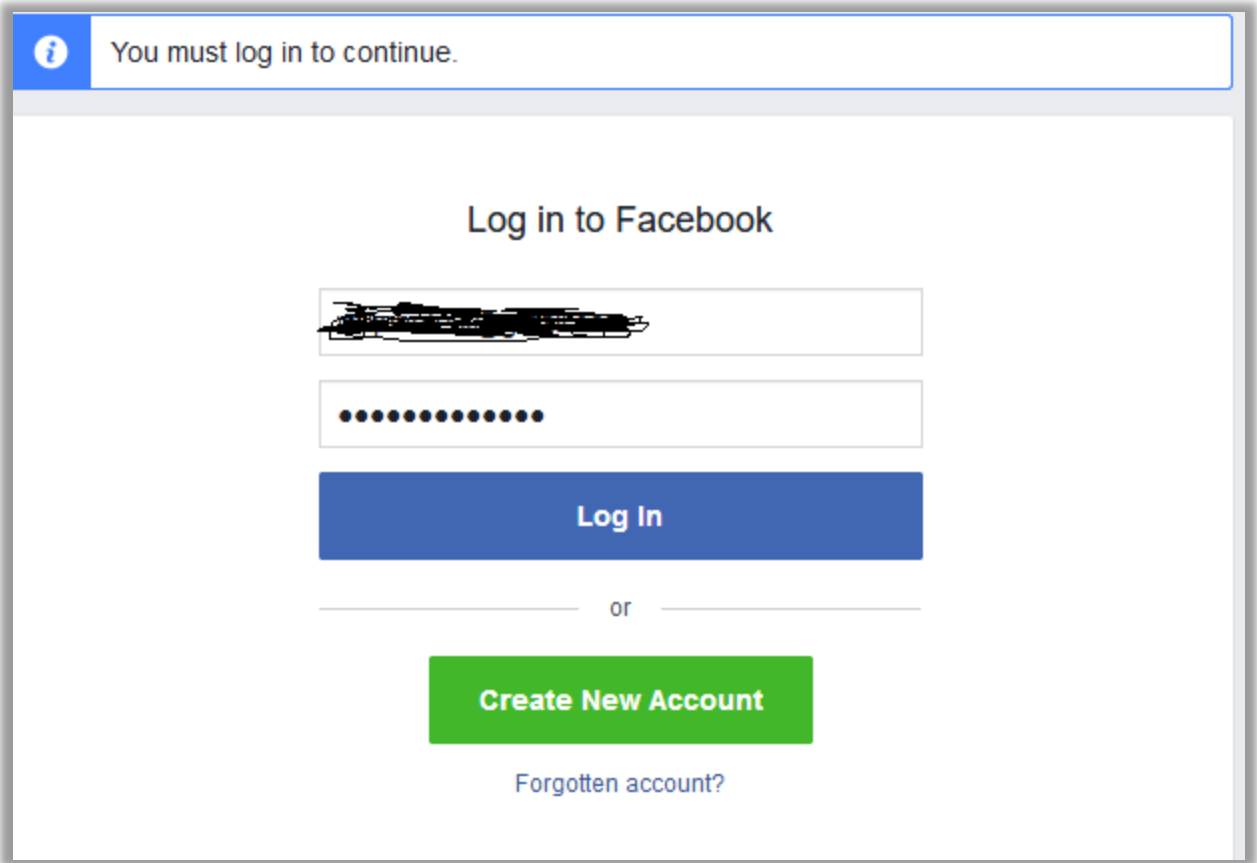 You must log in to continue.
Log in to Facebook
•••••••••••••
Log In
or
Create New Account
Forgotten account?